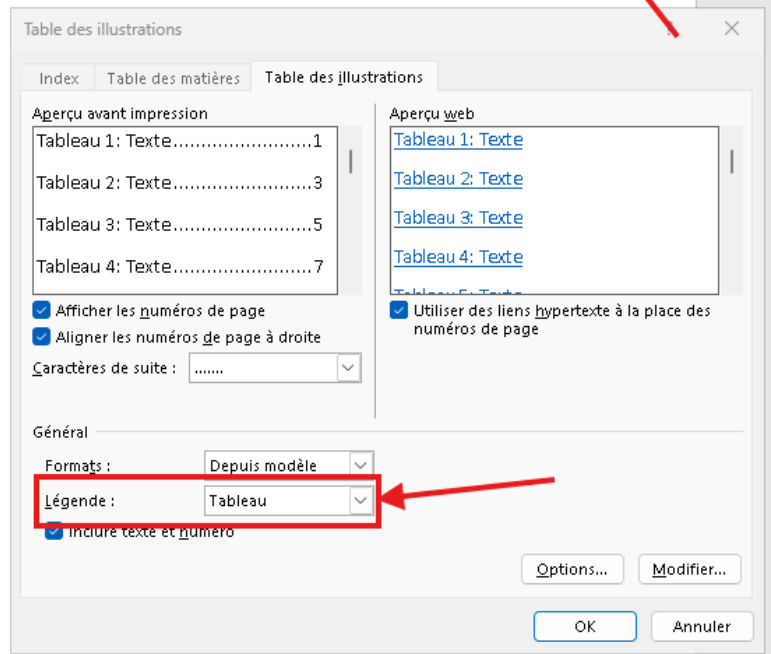 Table des illustrations
Index
Table des matières
Table des illustrations
Aperçu avant impression
Tableau 1: Texte........................1
Tableau 2: Texte........................3
Tableau 3: Texte........................5
Tableau 4: Texte........................7
Afficher les numéros de page
Aligner les numéros de page à droite
Caractères de suite : .......
Aperçu web
Tableau 1: Texte
Tableau 2: Texte
Tableau 3: Texte
Tableau 4: Texte
Tableau 5: Texte
Utiliser des liens hypertexte à la place des
numéros de page
Général
Formats : Depuis modèle
Légende : Tableau
Inclure texte et numéro
Options...
Modifier...
OK
Annuler